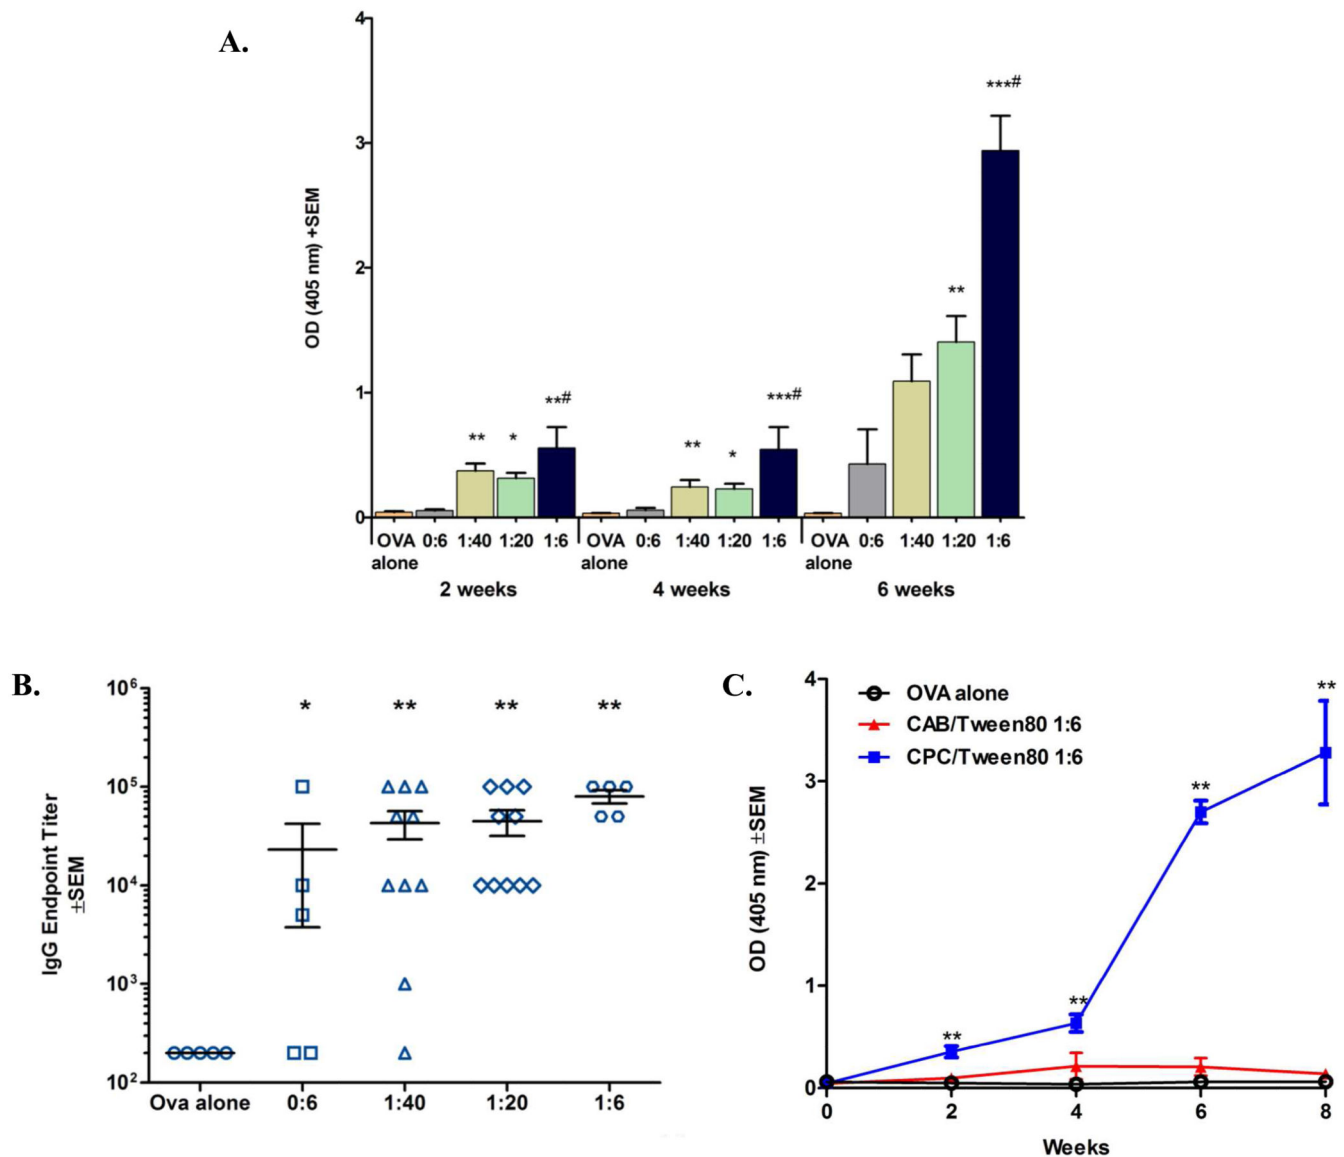 A.
4
3
2
1
0
OD (405 nm) +SEM
** * **# ** * ***# ** ***#
OVA alone 0:6 1:40 1:20 1:6 OVA alone 0:6 1:40 1:20 1:6 OVA alone 0:6 1:40 1:20 1:6
2 weeks 4 weeks 6 weeks
B.
10^6
10^5
10^4
10^3
10^2
IgG Endpoint Titer
±SEM
* ** ** **
Ova alone 0:6 1:40 1:20 1:6
C.
4
3
2
1
0
OD (405 nm) ±SEM
OVA alone
CAB/Tween80 1:6
CPC/Tween80 1:6
** ** ** **
0 2 4 6 8
Weeks